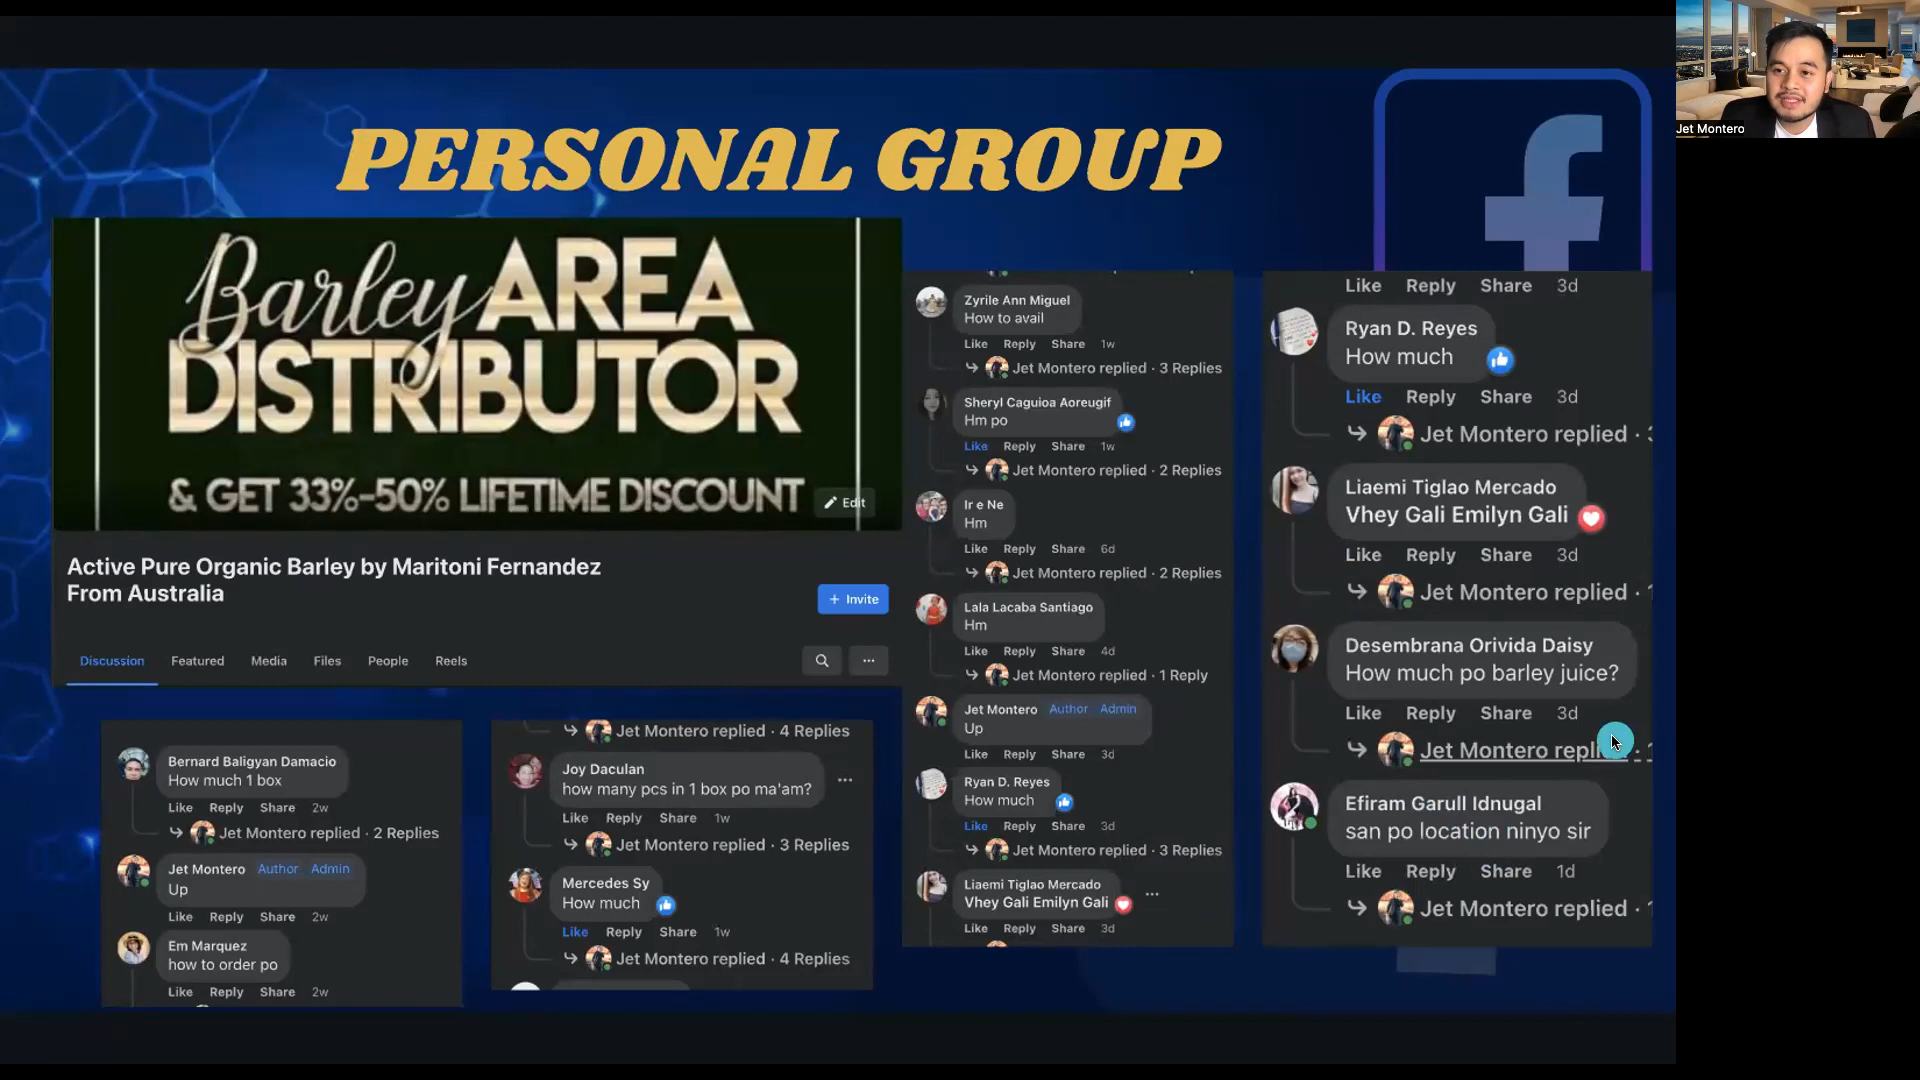 PERSONAL GROUP
Jet Montero
Barley AREA
DISTRIBUTOR
& GET 33%-50% LIFETIME DISCOUNT
Edit
Active Pure Organic Barley by Maritoni Fernandez
From Australia
+ Invite
Discussion Featured Media Files People Reels
Bernard Baligyan Damacio
How much 1 box
Like Reply Share 2w
Jet Montero replied · 2 Replies
Jet Montero Author Admin
Up
Like Reply Share 2w
Em Marquez
how to order po
Like Reply Share 2w
Jet Montero replied · 4 Replies
Joy Daculan
how many pcs in 1 box po ma'am?
Like Reply Share 1w
Jet Montero replied · 3 Replies
Mercedes Sy
How much
Like Reply Share 1w
Jet Montero replied · 4 Replies
Zyrile Ann Miguel
How to avail
Like Reply Share 1w
Jet Montero replied · 3 Replies
Sheryl Caguioa Aoreugif
Hm po
Like Reply Share 1w
Jet Montero replied · 2 Replies
Ir e Ne
Hm
Like Reply Share 6d
Jet Montero replied · 2 Replies
Lala Lacaba Santiago
Hm
Like Reply Share 4d
Jet Montero replied · 1 Reply
Jet Montero Author Admin
Up
Like Reply Share 3d
Ryan D. Reyes
How much
Like Reply Share 3d
Jet Montero replied · 3 Replies
Liaemi Tiglao Mercado
Vhey Gali Emilyn Gali
Like Reply Share 3d
Like Reply Share 3d
Ryan D. Reyes
How much
Like Reply Share 3d
Jet Montero replied ·
Liaemi Tiglao Mercado
Vhey Gali Emilyn Gali
Like Reply Share 3d
Jet Montero replied ·
Desembrana Orivida Daisy
How much po barley juice?
Like Reply Share 3d
Jet Montero
Efiram Garull Idnugal
san po location ninyo sir
Like Reply Share 1d
Jet Montero replied ·